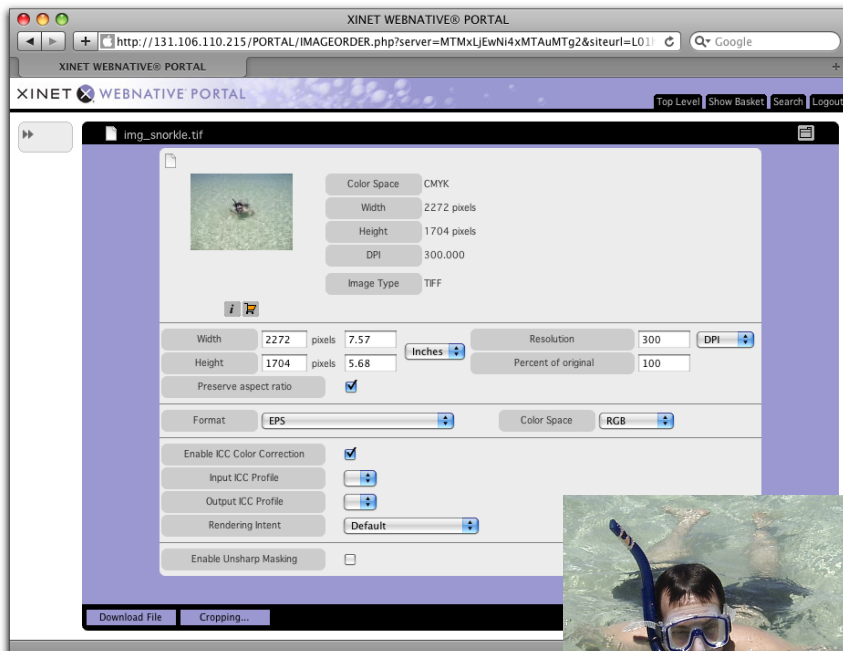 XINET WEBNATIVE® PORTAL
http://131.106.110.215/PORTAL/IMAGEORDER.php?server=MTMxLjEwNi4xMTAuMTg2&siteurl=L01
Google
XINET WEBNATIVE® PORTAL
XINET WEBNATIVE® PORTAL
Top Level Show Basket Search Logout
img_snorkle.tif
Color Space CMYK
Width 2272 pixels
Height 1704 pixels
DPI 300.000
Image Type TIFF
Width 2272 pixels 7.57 Inches Resolution 300 DPI
Height 1704 pixels 5.68 Percent of original 100
Preserve aspect ratio
Format EPS Color Space RGB
Enable ICC Color Correction
Input ICC Profile
Output ICC Profile
Rendering Intent Default
Enable Unsharp Masking
Download File Cropping...